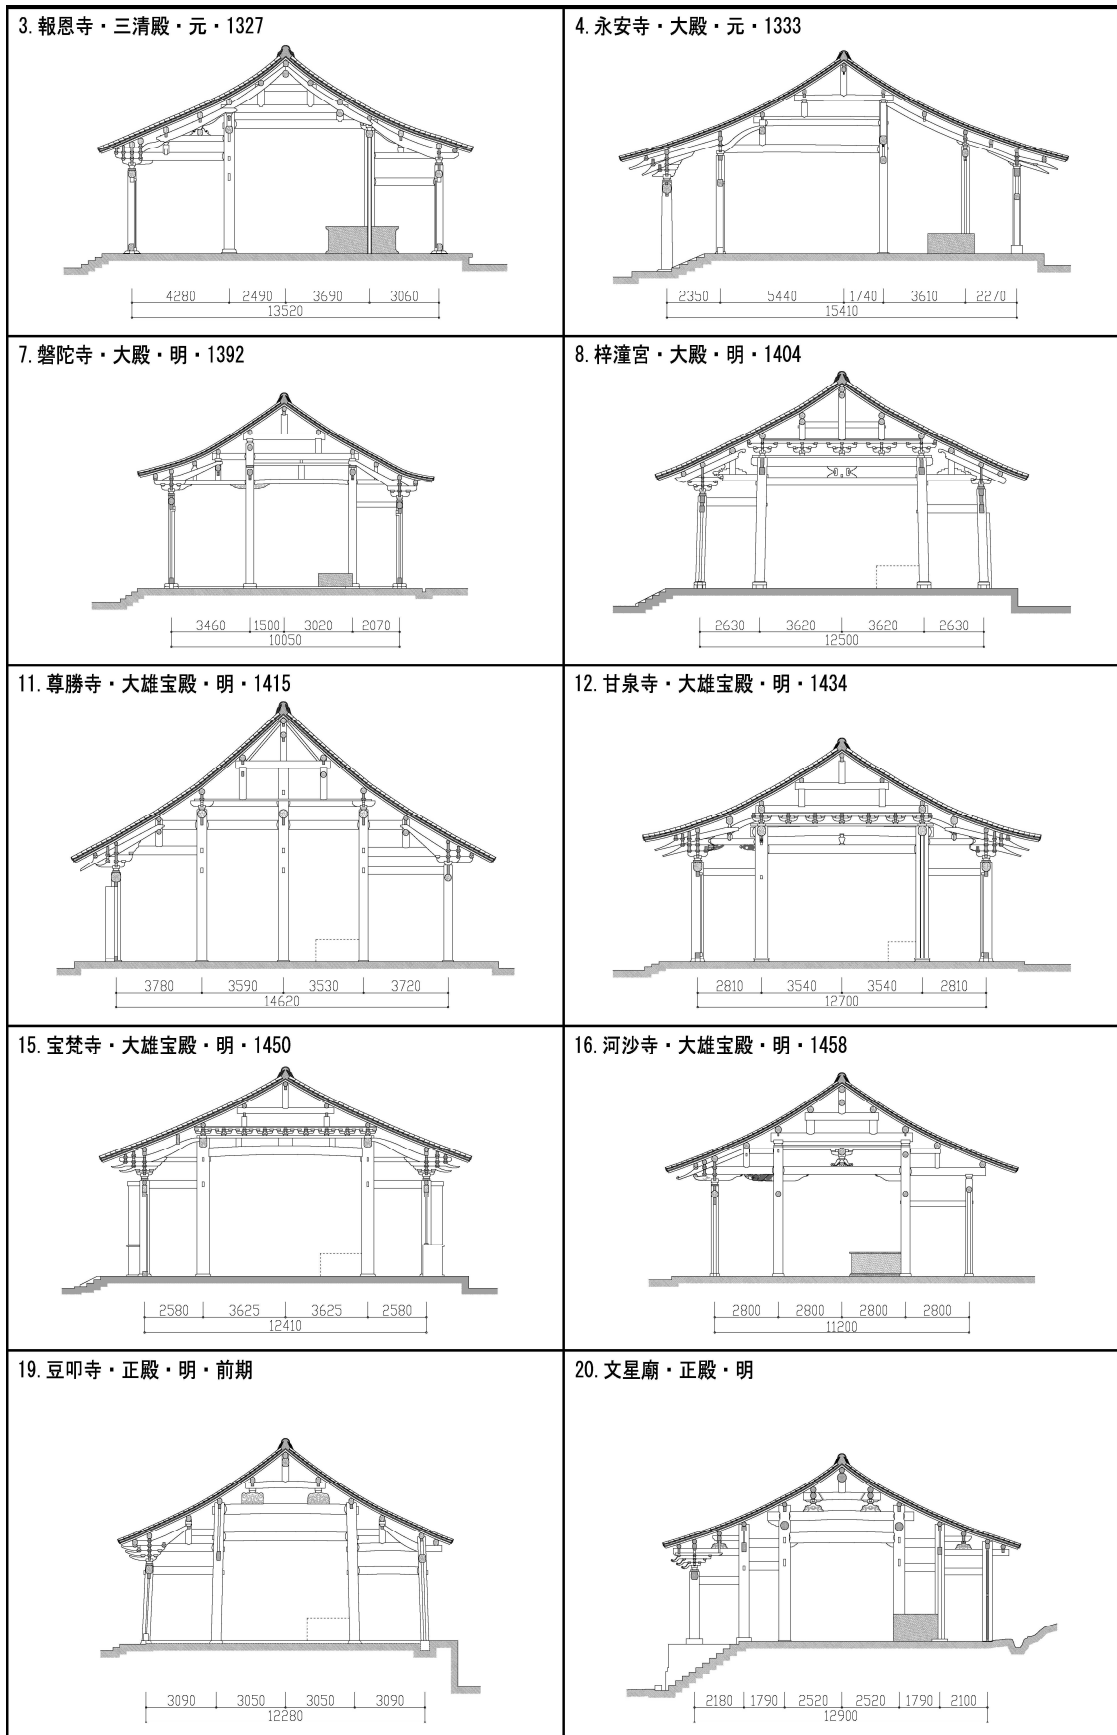 3. 報恩寺・三清殿・元・1327
4280 2490 3690 3060
13520
4. 永安寺・大殿・元・1333
2350 5440 1740 3610 2270
15410
7. 磐陀寺・大殿・明・1392
3460 1500 3020 2070
10050
8. 梓潼宮・大殿・明・1404
2630 3620 3620 2630
12500
11. 尊勝寺・大雄宝殿・明・1415
3780 3590 3530 3720
14620
12. 甘泉寺・大雄宝殿・明・1434
2810 3540 3540 2810
12700
15. 宝梵寺・大雄宝殿・明・1450
2580 3625 3625 2580
12410
16. 河沙寺・大雄宝殿・明・1458
2800 2800 2800 2800
11200
19. 豆叩寺・正殿・明・前期
3090 3050 3050 3090
12280
20. 文星廟・正殿・明
2180 1790 2520 2520 1790 2100
12900